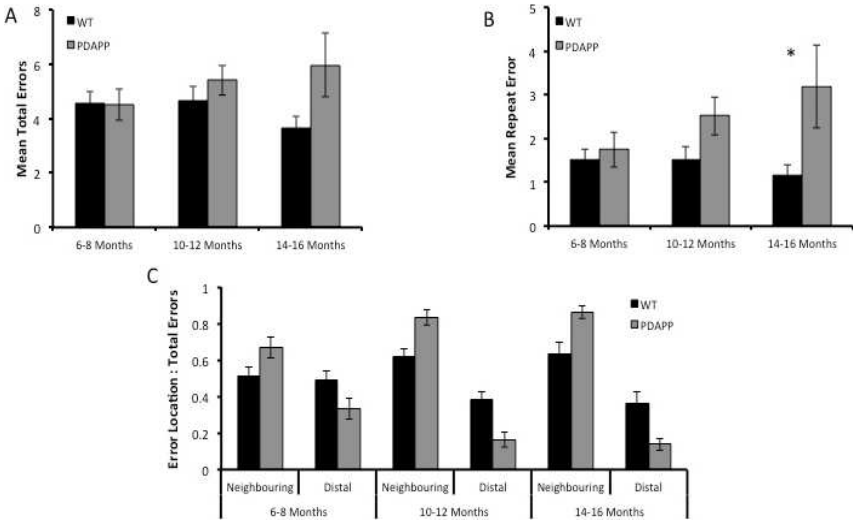 A
WT
PDAPP
Mean Total Errors
8
6
4
2
0
6-8 Months
10-12 Months
14-16 Months
B
WT
PDAPP
Mean Repeat Error
5
4
3
2
1
0
*
6-8 Months
10-12 Months
14-16 Months
C
WT
PDAPP
Error Location : Total Errors
1
0.8
0.6
0.4
0.2
0
Neighbouring Distal Neighbouring Distal Neighbouring Distal
6-8 Months 10-12 Months 14-16 Months